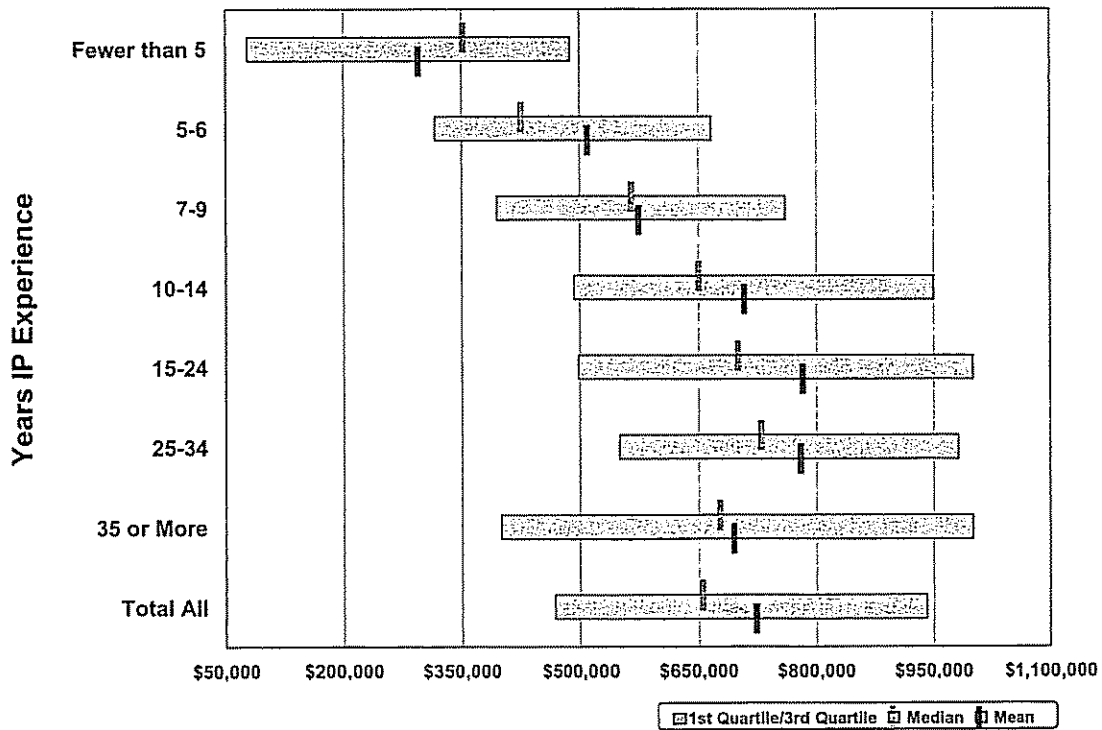 Years IP Experience
Fewer than 5
5-6
7-9
10-14
15-24
25-34
35 or More
Total All
$50,000 $200,000 $350,000 $500,000 $650,000 $800,000 $950,000 $1,100,000
1st Quartile/3rd Quartile Median Mean